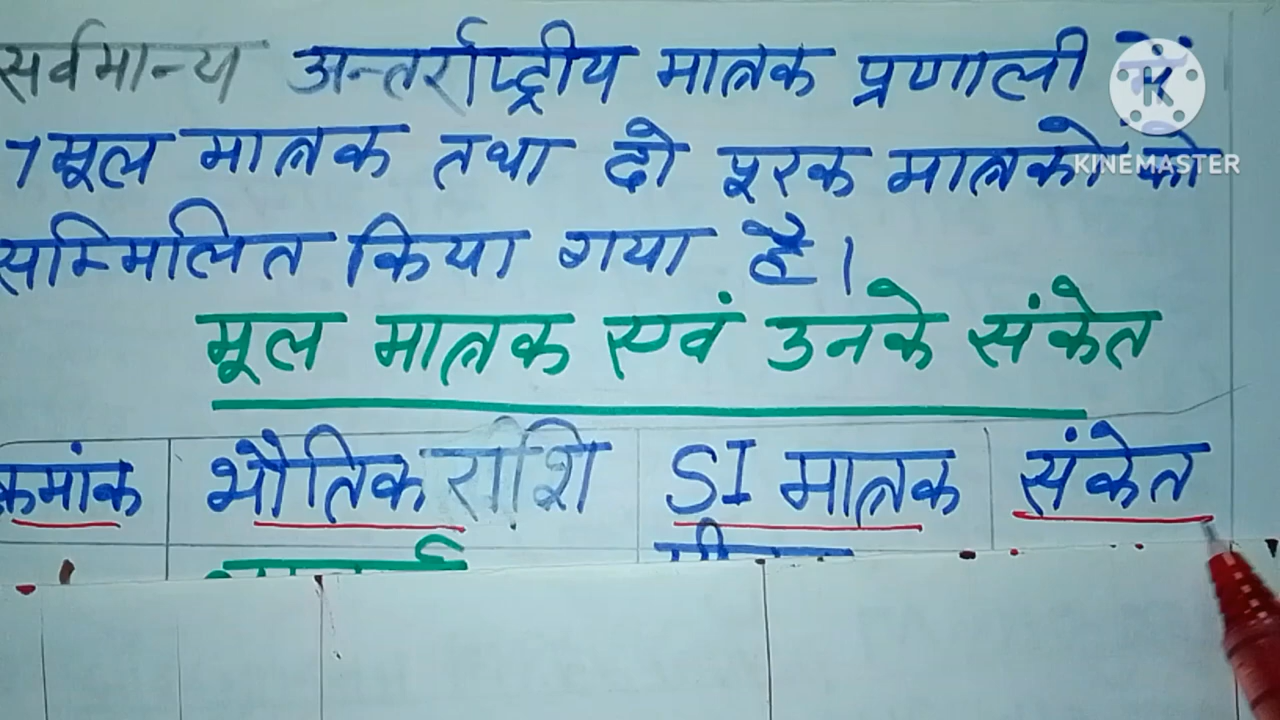 सर्वमान्य अन्तर्राष्ट्रीय मात्रक प्रणाली में
7 मूल मात्रक तथा दो पूरक मात्रको को
KINEMASTER
सम्मिलित किया गया है।
मूल मात्रक एवं उनके संकेत
क्रमांक भौतिक राशि SI मात्रक संकेत